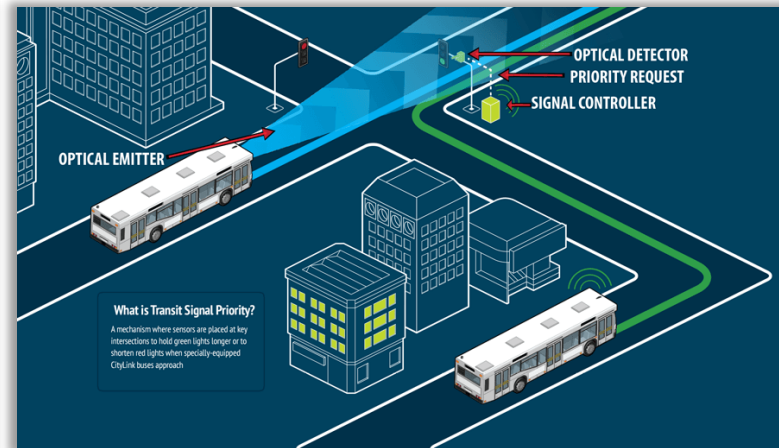 OPTICAL DETECTOR
PRIORITY REQUEST
SIGNAL CONTROLLER
OPTICAL EMITTER
What is Transit Signal Priority?
A mechanism where sensors are placed at key
intersections to hold green lights longer or to
shorten red lights when specially-equipped
CityLink buses approach